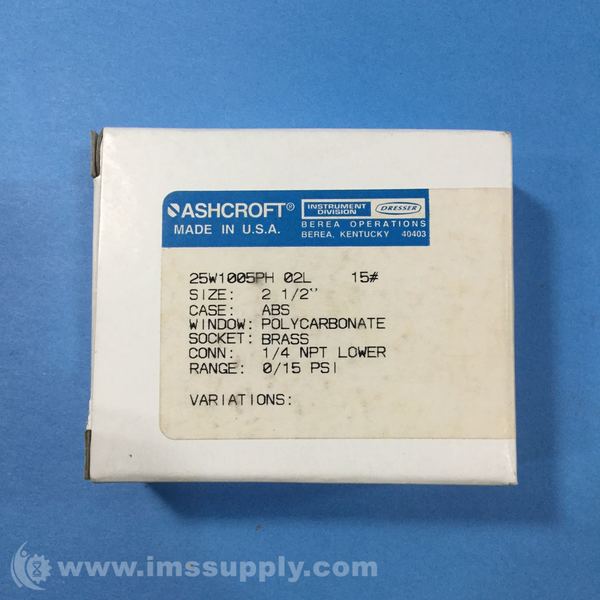 ASHCROFT®
MADE IN U.S.A.
INSTRUMENT
DIVISION
DRESSER
BEREA OPERATIONS
BEREA, KENTUCKY 40403
25W1005PH 02L 15#
SIZE: 2 1/2"
CASE: ABS
WINDOW: POLYCARBONATE
SOCKET: BRASS
CONN: 1/4 NPT LOWER
RANGE: 0/15 PSI
VARIATIONS:
www.imssupply.com